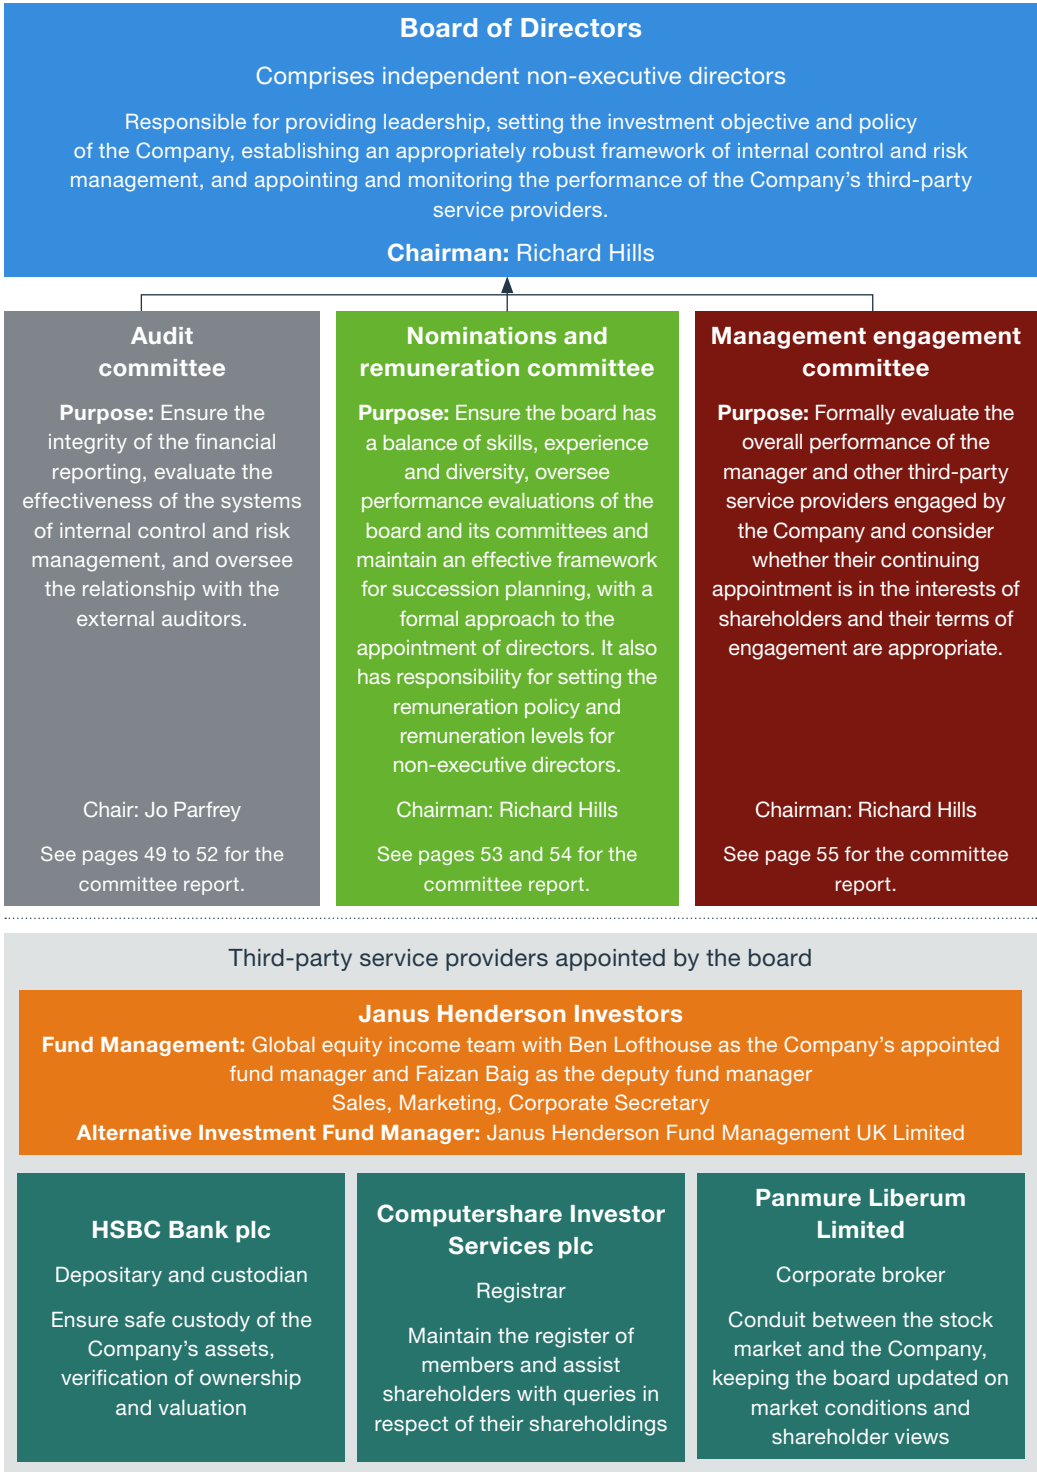 Board of Directors
Comprises independent non-executive directors
Responsible for providing leadership, setting the investment objective and policy
of the Company, establishing an appropriately robust framework of internal control and risk
management, and appointing and monitoring the performance of the Company’s third-party
service providers.
Chairman: Richard Hills
Audit
committee
Purpose: Ensure the
integrity of the financial
reporting, evaluate the
effectiveness of the systems
of internal control and risk
management, and oversee
the relationship with the
external auditors.
Chair: Jo Parfrey
See pages 49 to 52 for the
committee report.
Nominations and
remuneration committee
Purpose: Ensure the board has
a balance of skills, experience
and diversity, oversee
performance evaluations of the
board and its committees and
maintain an effective framework
for succession planning, with a
formal approach to the
appointment of directors. It also
has responsibility for setting the
remuneration policy and
remuneration levels for
non-executive directors.
Chairman: Richard Hills
See pages 53 and 54 for the
committee report.
Management engagement
committee
Purpose: Formally evaluate the
overall performance of the
manager and other third-party
service providers engaged by
the Company and consider
whether their continuing
appointment is in the interests of
shareholders and their terms of
engagement are appropriate.
Chairman: Richard Hills
See page 55 for the committee
report.
Third-party service providers appointed by the board
Janus Henderson Investors
Fund Management: Global equity income team with Ben Lofthouse as the Company’s appointed
fund manager and Faizan Baig as the deputy fund manager
Sales, Marketing, Corporate Secretary
Alternative Investment Fund Manager: Janus Henderson Fund Management UK Limited
HSBC Bank plc
Depositary and custodian
Ensure safe custody of the
Company’s assets,
verification of ownership
and valuation
Computershare Investor
Services plc
Registrar
Maintain the register of
members and assist
shareholders with queries in
respect of their shareholdings
Panmure Liberum
Limited
Corporate broker
Conduit between the stock
market and the Company,
keeping the board updated on
market conditions and
shareholder views